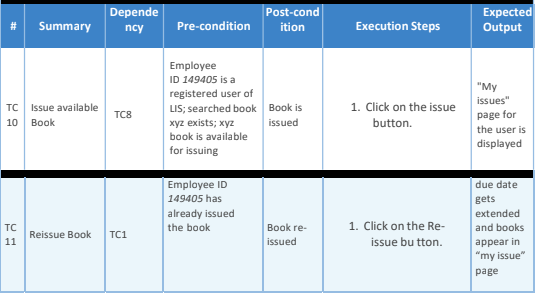 #
Summary
Depende
ncy
Pre-condition
Post-cond
ition
Execution Steps
Expected
Output
TC
10
Issue available
Book
TC8
Employee
ID 149405 is a
registered user of
LIS; searched book
xyz exists; xyz
book is available
for issuing
Book is
issued
1. Click on the issue
button.
"My
issues"
page for
the user is
displayed
TC
11
Reissue Book
TC1
Employee ID
149405 has
already issued
the book
Book re-
issued
1. Click on the Re-
issue bu tton.
due date
gets
extended
and books
appear in
“my issue”
page